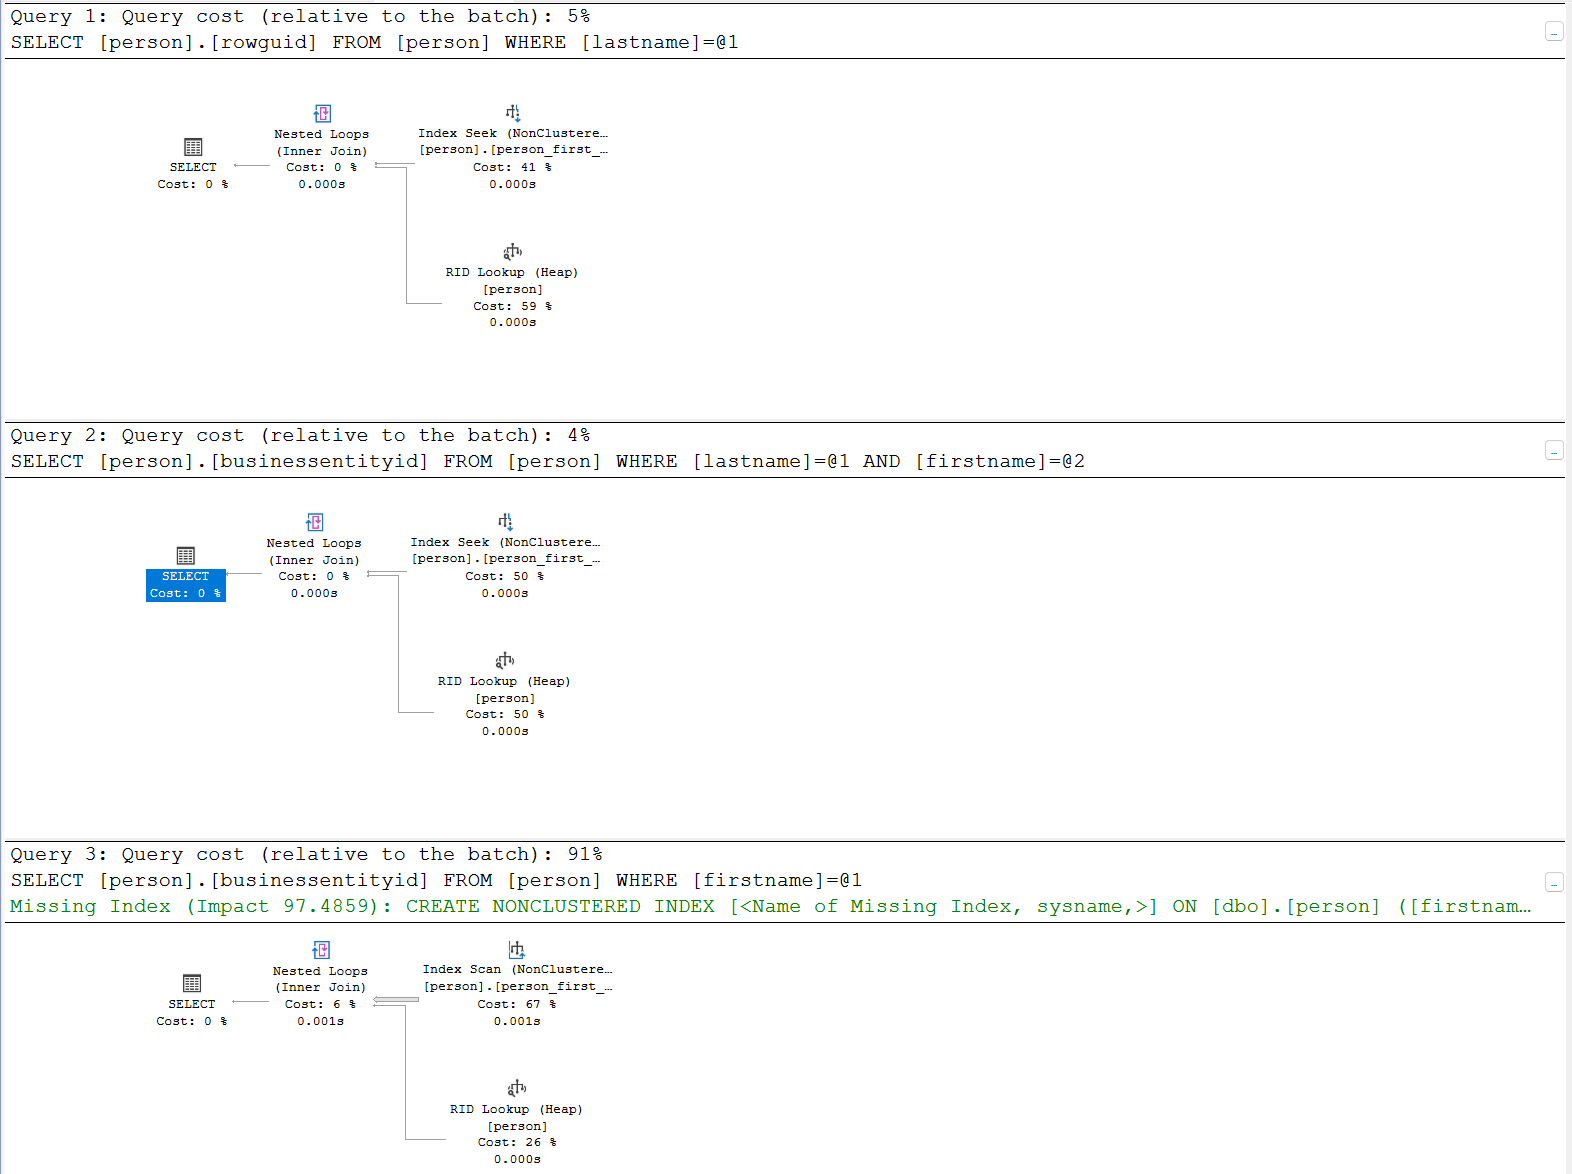 Query 1: Query cost (relative to the batch): 5%
SELECT [person].[rowguid] FROM [person] WHERE [lastname]=@1
Nested Loops
(Inner Join)
Cost: 0 %
0.000s
Index Seek (NonClustere…
[person].[person_first_…
Cost: 41 %
0.000s
SELECT
Cost: 0 %
RID Lookup (Heap)
[person]
Cost: 59 %
0.000s
Query 2: Query cost (relative to the batch): 4%
SELECT [person].[businessentityid] FROM [person] WHERE [lastname]=@1 AND [firstname]=@2
Nested Loops
(Inner Join)
Cost: 0 %
0.000s
Index Seek (NonClustere…
[person].[person_first_…
Cost: 50 %
0.000s
SELECT
Cost: 0 %
RID Lookup (Heap)
[person]
Cost: 50 %
0.000s
Query 3: Query cost (relative to the batch): 91%
SELECT [person].[businessentityid] FROM [person] WHERE [firstname]=@1
Missing Index (Impact 97.4859): CREATE NONCLUSTERED INDEX [<Name of Missing Index, sysname,>] ON [dbo].[person] ([firstnam…
Nested Loops
(Inner Join)
Cost: 6 %
0.001s
Index Scan (NonClustere…
[person].[person_first_…
Cost: 67 %
0.001s
SELECT
Cost: 0 %
RID Lookup (Heap)
[person]
Cost: 26 %
0.000s